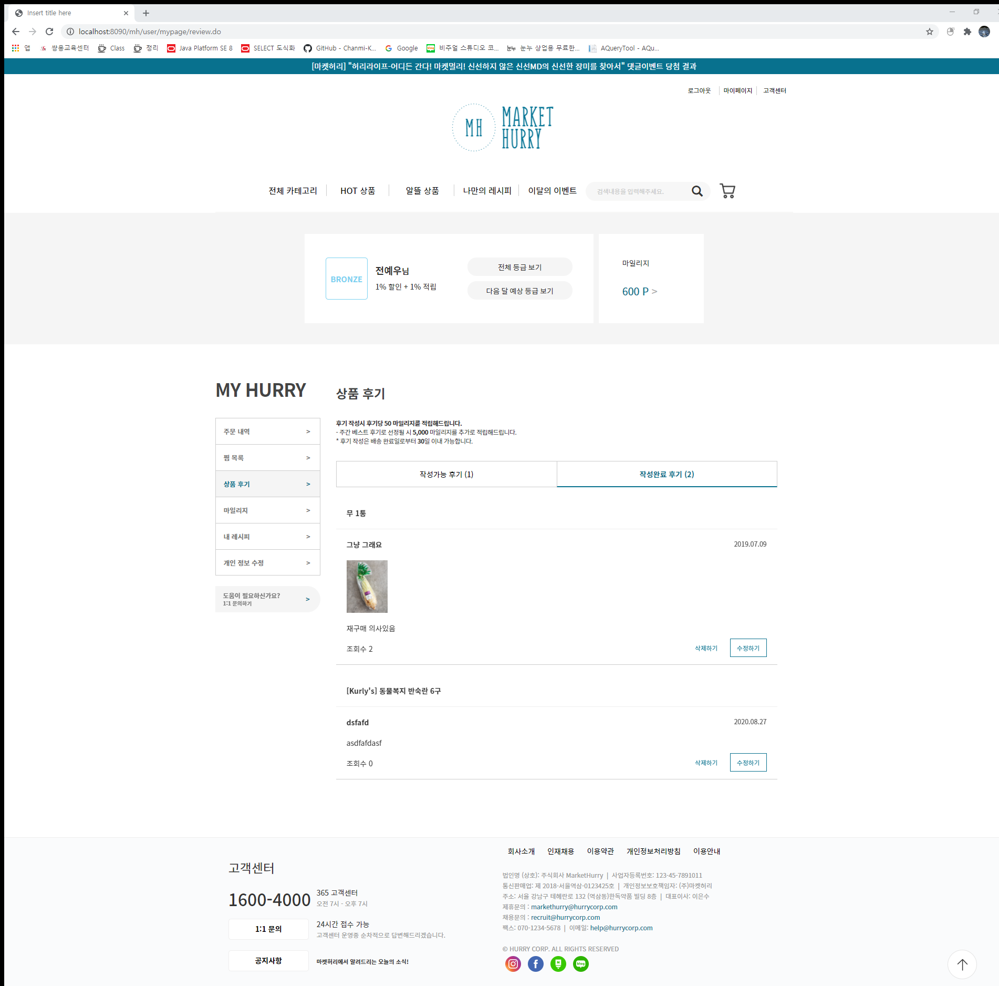 Insert title here
localhost:8090/mh/user/mypage/review.do
앱 쌍용교육센터 Class 정리 Java Platform SE 8 SELECT 도식화 GitHub - Chanmi-K... Google 비주얼 스튜디오 코... 눈누 상업용 무료한... AQueryTool - AQu...
[마켓허리] "허리라이프-어디든 간다! 마켓멀리! 신선하지 않은 신선MD의 신선한 장미를 찾아서" 댓글이벤트 당첨 결과
로그아웃 마이페이지 고객센터
MH MARKET
HURRY
전체 카테고리 HOT 상품 알뜰 상품 나만의 레시피 이달의 이벤트 검색내용을 입력해주세요.
BRONZE
전예우님
1% 할인 + 1% 적립
전체 등급 보기
다음 달 예상 등급 보기
마일리지
600 P >
MY HURRY
주문 내역 >
찜 목록 >
상품 후기 >
마일리지 >
내 레시피 >
개인 정보 수정 >
도움이 필요하신가요?
1:1 문의하기 >
상품 후기
후기 작성시 후기당 50 마일리지를 적립해드립니다.
- 주간 베스트 후기로 선정될 시 5,000 마일리지를 추가로 적립해드립니다.
* 후기 작성은 배송 완료일로부터 30일 이내 가능합니다.
작성가능 후기 (1) 작성완료 후기 (2)
무 1통
그냥 그래요 2019.07.09
재구매 의사있음
조회수 2 삭제하기 수정하기
[Kurly's] 동물복지 반숙란 6구
dsfafd 2020.08.27
asdfafdasf
조회수 0 삭제하기 수정하기
고객센터
1600-4000 365 고객센터
오전 7시 - 오후 7시
1:1 문의 24시간 접수 가능
고객센터 운영중 순차적으로 답변해드리겠습니다.
공지사항 마켓허리에서 알려드리는 오늘의 소식!
회사소개 인재채용 이용약관 개인정보처리방침 이용안내
법인명 (상호): 주식회사 MarketHurry | 사업자등록번호: 123-45-7891011
통신판매업: 제 2018-서울역삼-0123425호 | 개인정보보호책임자: (주)마켓허리
주소: 서울 강남구 테헤란로 132 (역삼동)한독약품 빌딩 8층 | 대표이사: 이은수
제휴문의 : markethurry@hurrycorp.com
채용문의 : recruit@hurrycorp.com
팩스: 070-1234-5678 | 이메일: help@hurrycorp.com
© HURRY CORP. ALL RIGHTS RESERVED
blog